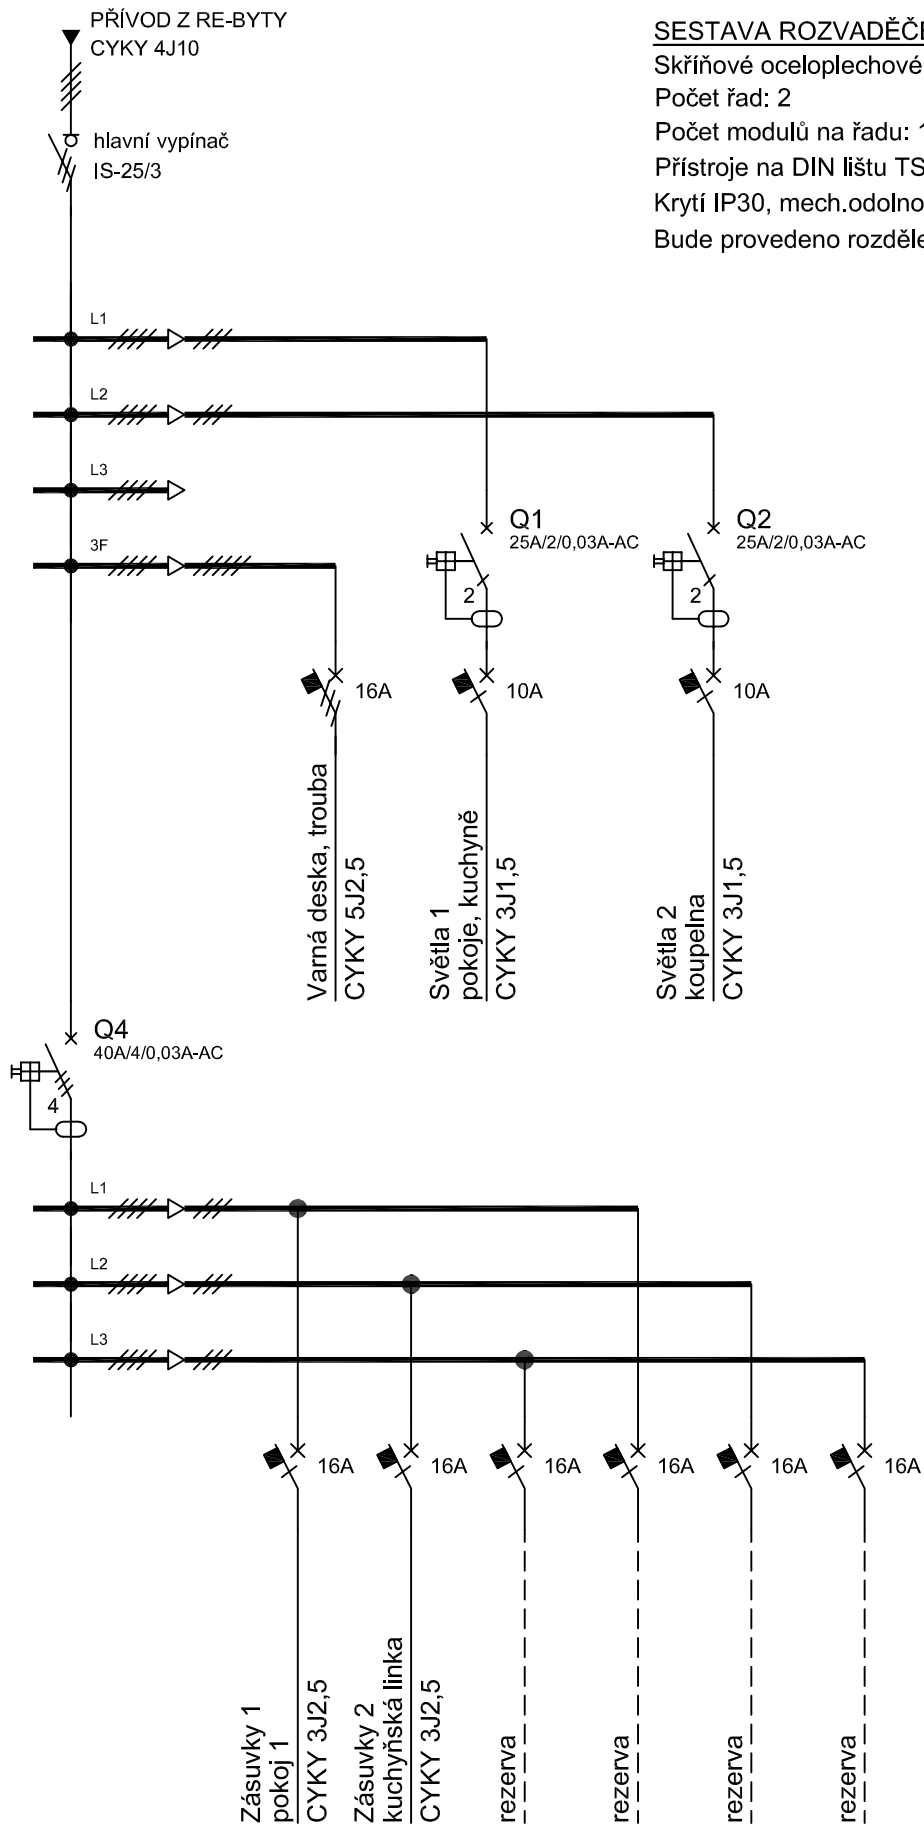 PŘÍVOD Z RE-BYTY
CYKY 4J10
hlavní vypínač
IS-25/3
SESTAVA ROZVADĚČE
Skříňové oceloplechové
Počet řad: 2
Počet modulů na řadu: 1
Přístroje na DIN lištu TS
Krytí IP30, mech.odolno
Bude provedeno rozděle
L1
L2
L3
3F
Q1
25A/2/0,03A-AC
2
Q2
25A/2/0,03A-AC
2
16A
10A
10A
Varná deska, trouba
CYKY 5J2,5
Světla 1
pokoje, kuchyně
CYKY 3J1,5
Světla 2
koupelna
CYKY 3J1,5
Q4
40A/4/0,03A-AC
4
L1
L2
L3
16A
16A
16A
16A
16A
16A
Zásuvky 1
pokoj 1
CYKY 3J2,5
Zásuvky 2
kuchyňská linka
CYKY 3J2,5
rezerva
rezerva
rezerva
rezerva